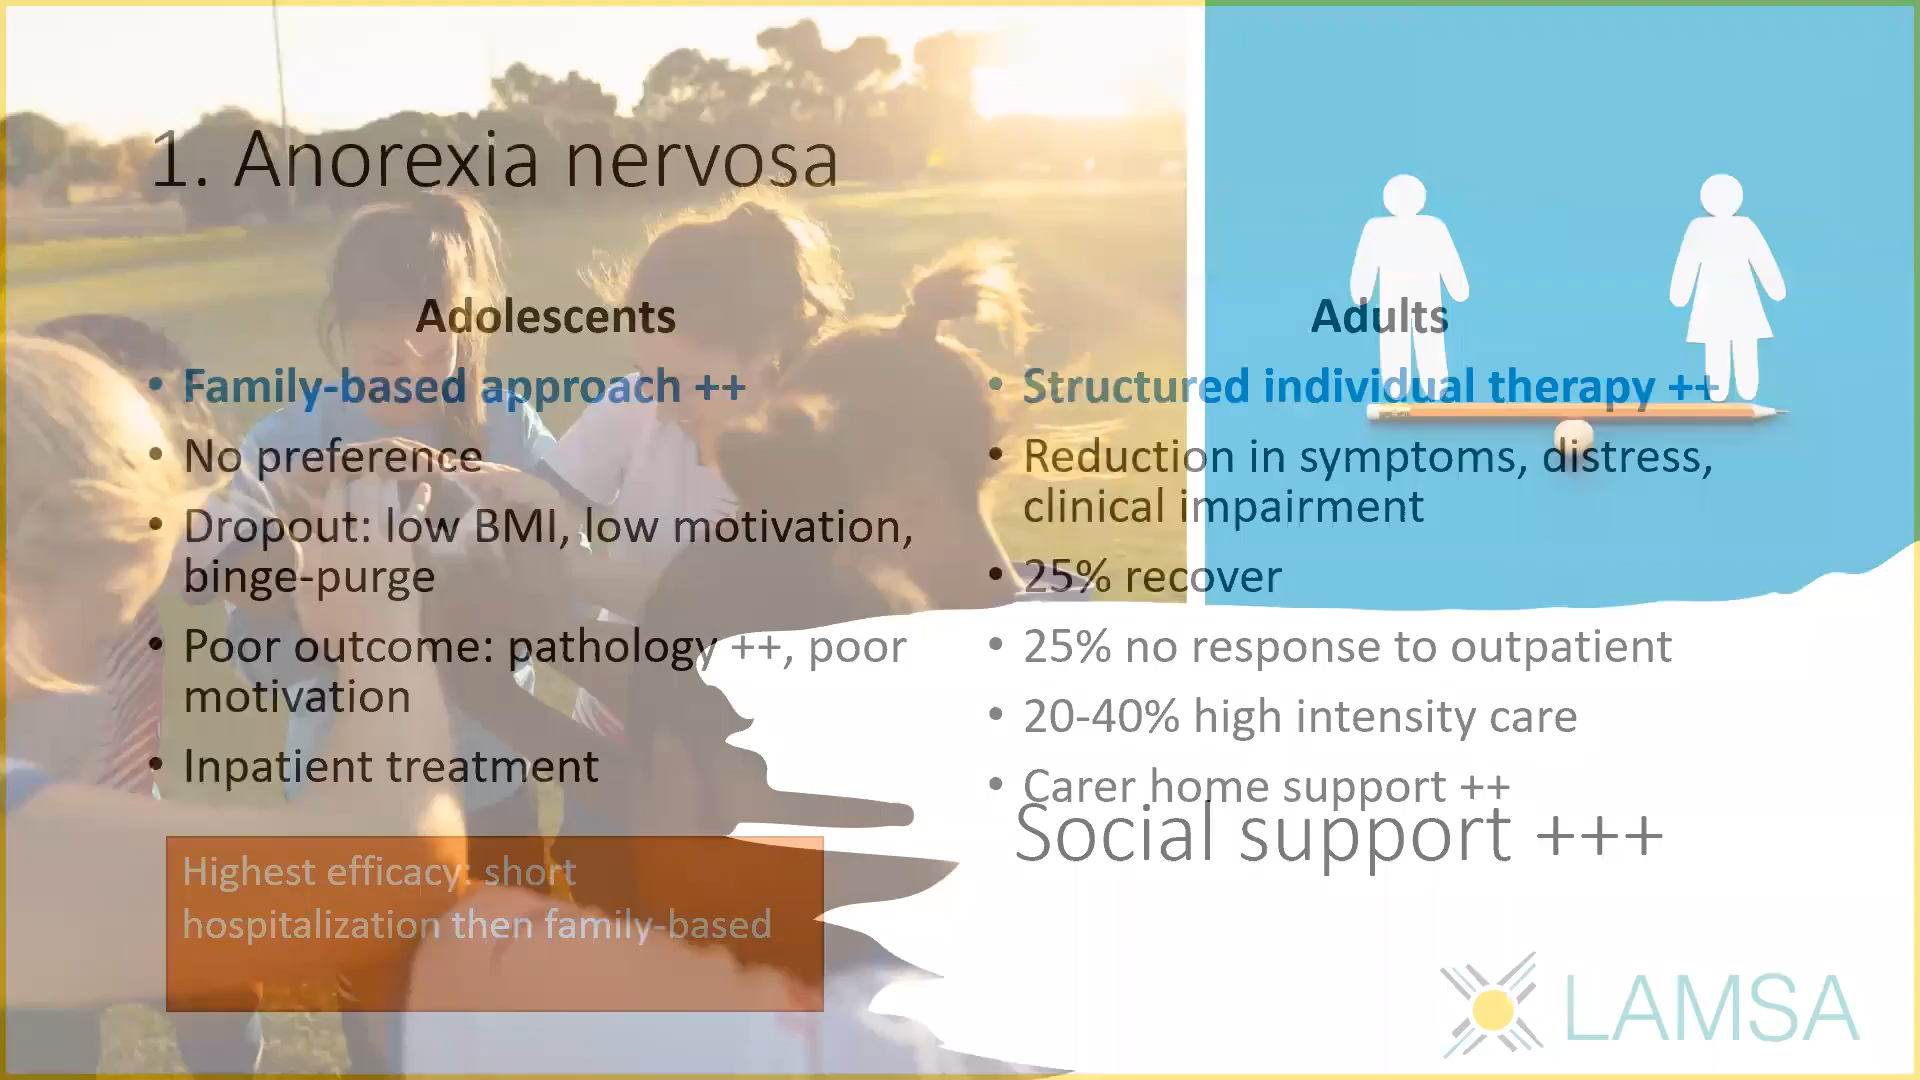 1. Anorexia nervosa
Adolescents
• Family-based approach ++
• No preference
• Dropout: low BMI, low motivation,
binge-purge
• Poor outcome: pathology ++, poor
motivation
• Inpatient treatment
Highest efficacy: short
hospitalization then family-based
Adults
• Structured individual therapy ++
• Reduction in symptoms, distress,
clinical impairment
• 25% recover
• 25% no response to outpatient
• 20-40% high intensity care
• Carer home support ++
Social support +++
LAMSA